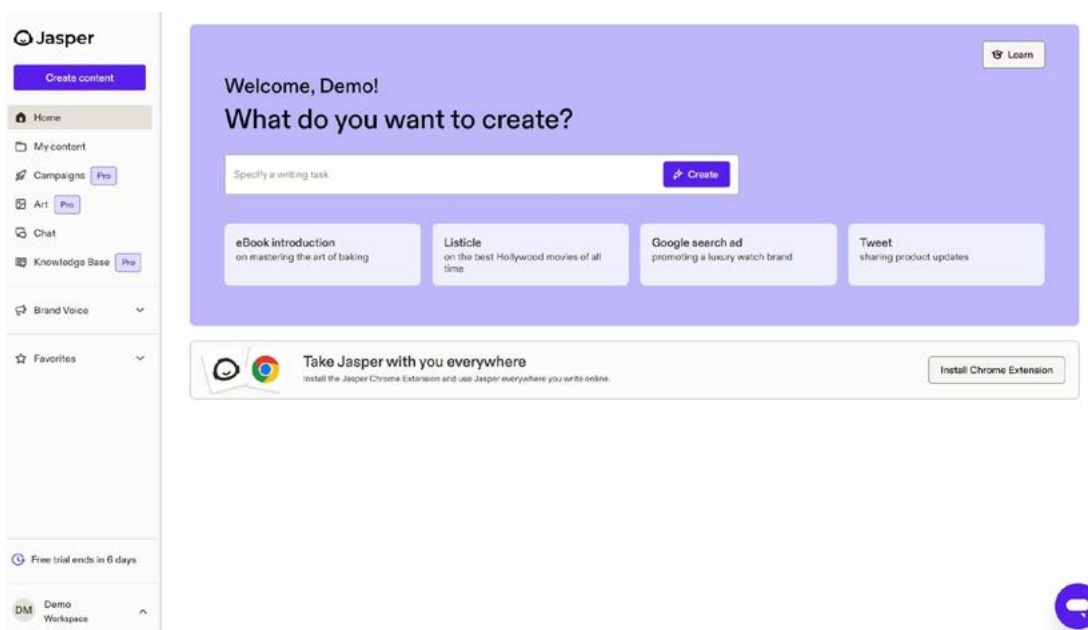 Jasper
Create content
Home
My content
Campaigns Pro
Art Pro
Chat
Knowledge Base Pro
Brand Voice
Favorites
Free trial ends in 6 days
DM
Demo
Workspace
Learn
Welcome, Demo!
What do you want to create?
Specify a writing task
Create
eBook introduction
on mastering the art of baking
Listicle
on the best Hollywood movies of all
time
Google search ad
promoting a luxury watch brand
Tweet
sharing product updates
Take Jasper with you everywhere
Install the Jasper Chrome Extension and use Jasper everywhere you write online.
Install Chrome Extension